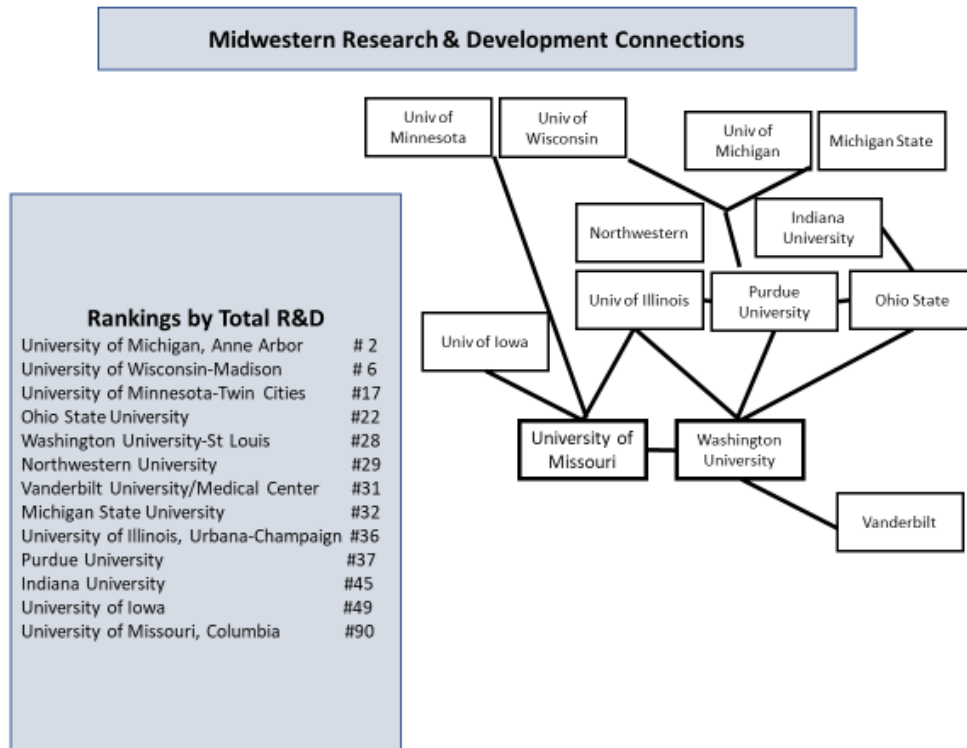 Midwestern Research & Development Connections
Univ of
Minnesota
Univ of
Wisconsin
Univ of
Michigan
Michigan State
Northwestern
Indiana
University
Univ of Illinois
Purdue
University
Ohio State
Univ of Iowa
University of
Missouri
Washington
University
Vanderbilt
Rankings by Total R&D
University of Michigan, Anne Arbor # 2
University of Wisconsin-Madison # 6
University of Minnesota-Twin Cities #17
Ohio State University #22
Washington University-St Louis #28
Northwestern University #29
Vanderbilt University/Medical Center #31
Michigan State University #32
University of Illinois, Urbana-Champaign #36
Purdue University #37
Indiana University #45
University of Iowa #49
University of Missouri, Columbia #90